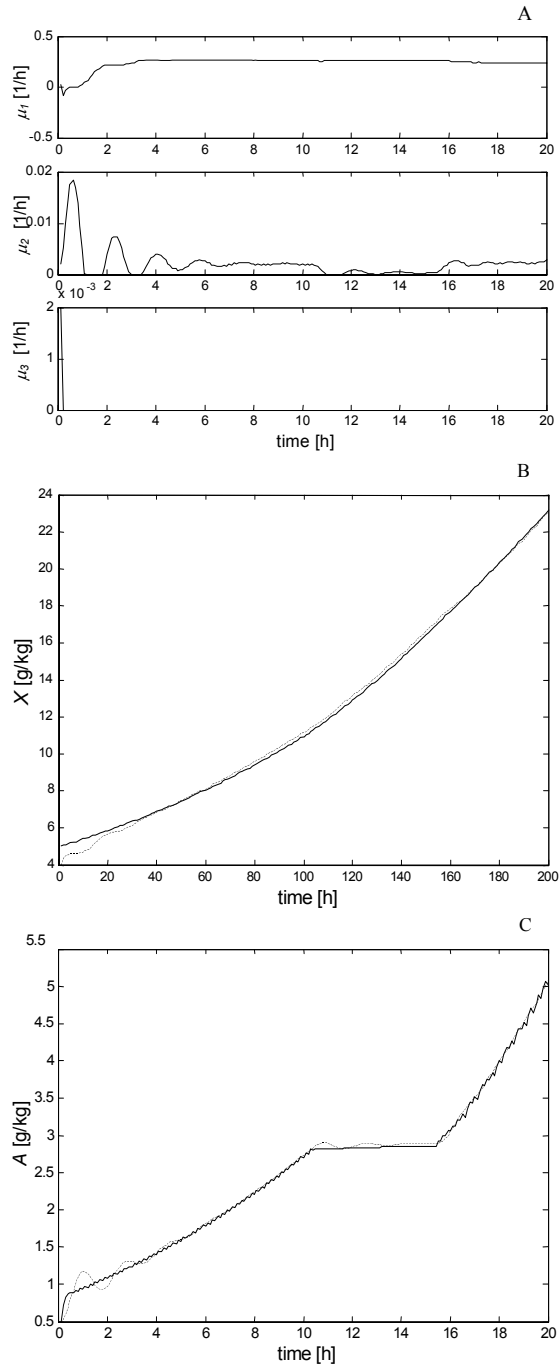 A
0.5
0
-0.5
μ1 [1/h]
0 2 4 6 8 10 12 14 16 18 20
0.02
0.01
0
μ2 [1/h]
0 2 4 6 8 10 12 14 16 18 20
x 10 -3
2
1
0
μ3 [1/h]
0 2 4 6 8 10 12 14 16 18 20
time [h]
B
24
22
20
18
16
14
12
10
8
6
4
X [g/kg]
0 20 40 60 80 100 120 140 160 180 200
time [h]
C
5.5
5
4.5
4
3.5
3
2.5
2
1.5
1
0.5
A [g/kg]
0 2 4 6 8 10 12 14 16 18 20
time [h]